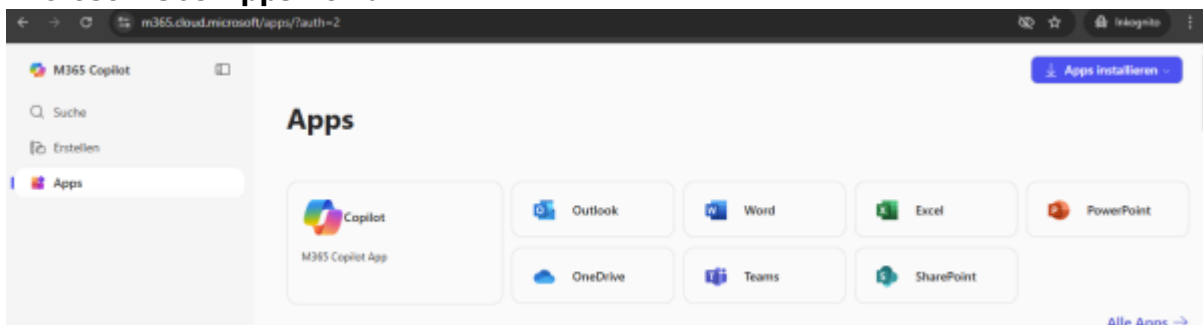 m365.cloud.microsoft/apps/?auth=2
Inkognito
M365 Copilot
Apps installieren
Suche
Apps
Erstellen
Apps
Copilot
M365 Copilot App
Outlook
Word
Excel
PowerPoint
OneDrive
Teams
SharePoint
Alle Apps →